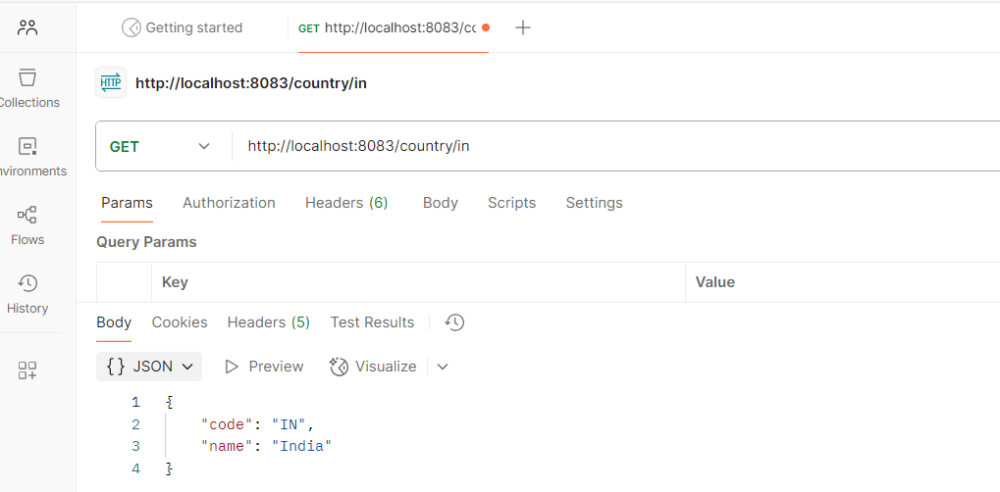 Getting started
GET http://localhost:8083/cc
http://localhost:8083/country/in
HTTP
GET
http://localhost:8083/country/in
Collections
Environments
Flows
History
Params Authorization Headers (6) Body Scripts Settings
Query Params
Key Value
Body Cookies Headers (5) Test Results
{} JSON Preview Visualize
1 {
2 "code": "IN",
3 "name": "India"
4 }